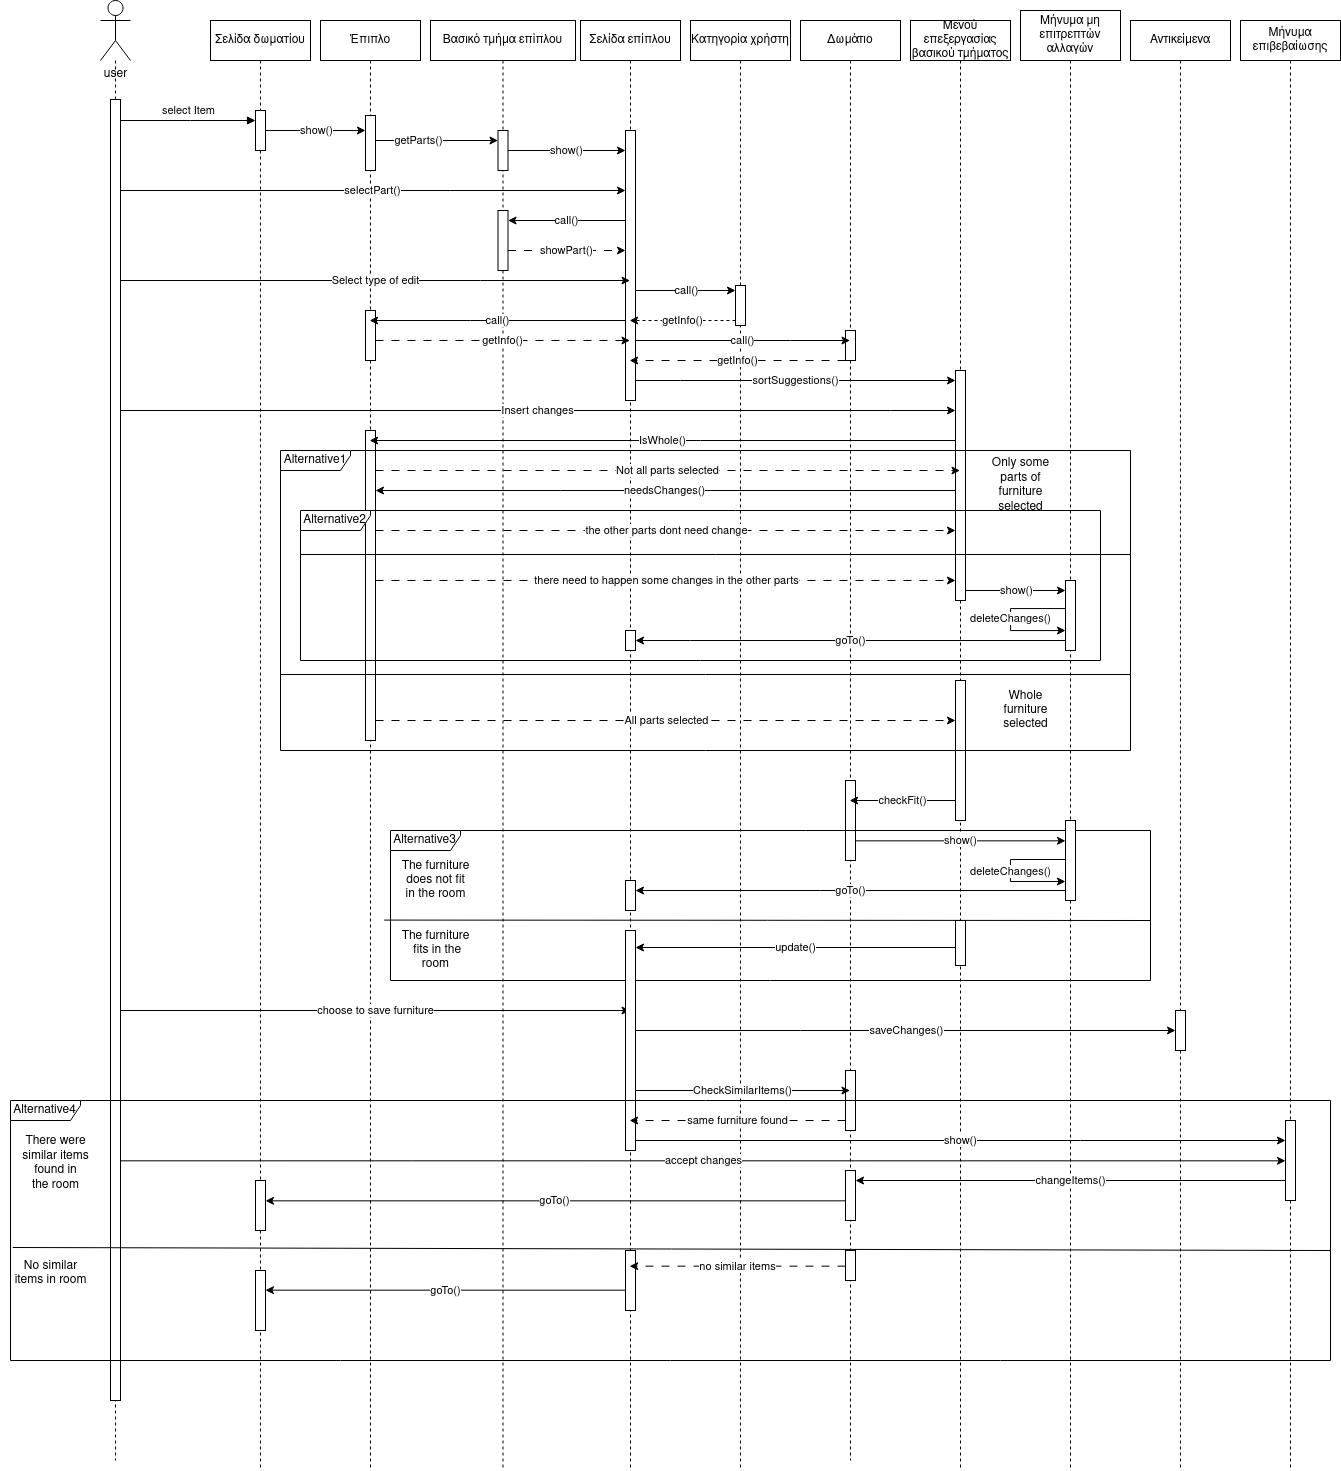 user
Σελίδα δωματίου
Έπιπλο
Βασικό τμήμα επίπλου
Σελίδα επίπλου
Κατηγορία χρήστη
Δωμάτιο
Μενού
επεξεργασίας
βασικού τμήματος
Μήνυμα μη
επιτρεπτών
αλλαγών
Αντικείμενα
Μήνυμα
επιβεβαίωσης
select Item
show()
getParts()
show()
selectPart()
call()
showPart()
Select type of edit
call()
call()
getInfo()
getInfo()
call()
getInfo()
sortSuggestions()
Insert changes
IsWhole()
Alternative1
Only some
parts of
furniture
selected
Not all parts selected
needsChanges()
Alternative2
the other parts dont need change
there need to happen some changes in the other parts
show()
deleteChanges()
goTo()
Whole
furniture
selected
All parts selected
checkFit()
Alternative3
show()
The furniture
does not fit
in the room
deleteChanges()
goTo()
The furniture
fits in the
room
update()
choose to save furniture
saveChanges()
CheckSimilarItems()
Alternative4
same furniture found
There were
similar items
found in
the room
show()
accept changes
changeItems()
goTo()
No similar
items in room
no similar items
goTo()